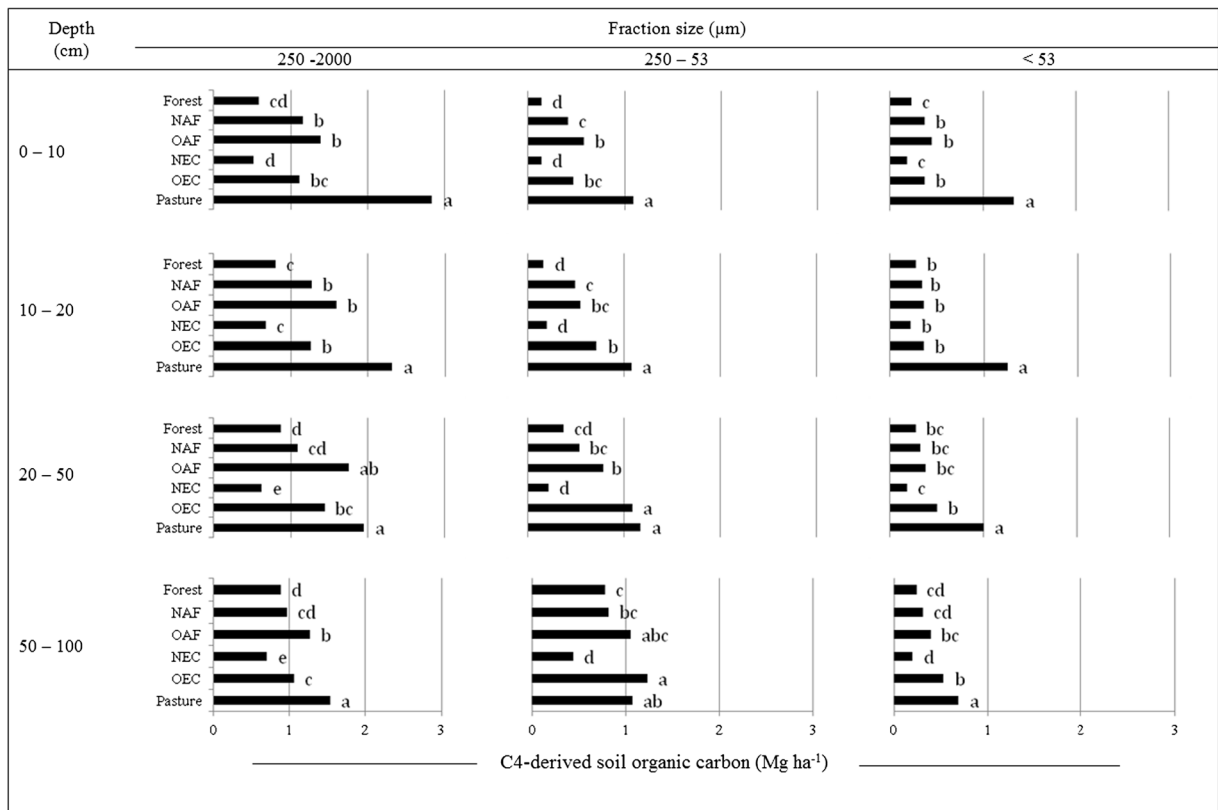 Depth
(cm)
Fraction size (µm)
250 -2000
250 – 53
< 53
0 – 10
Forest cd d c
NAF b c b
OAF b b b
NEC d d c
OEC bc bc b
Pasture a a a
10 – 20
Forest c d b
NAF b c b
OAF b bc b
NEC c d b
OEC b b b
Pasture a a a
20 – 50
Forest d cd bc
NAF cd bc bc
OAF ab b bc
NEC e d c
OEC bc a b
Pasture a a a
50 – 100
Forest d c cd
NAF cd bc cd
OAF b abc bc
NEC e d d
OEC c a b
Pasture a ab a
0 1 2 3 0 1 2 3 0 1 2 3
C4-derived soil organic carbon (Mg ha⁻¹)